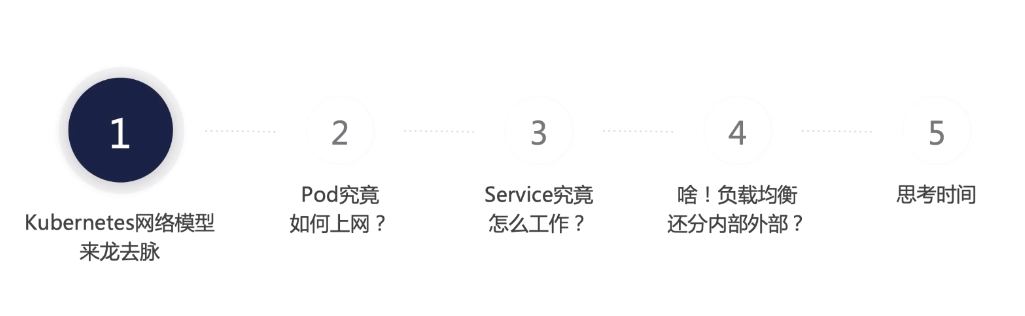 1
Kubernetes网络模型
来龙去脉
2
Pod究竟
如何上网？
3
Service究竟
怎么工作？
4
啥！负载均衡
还分内部外部？
5
思考时间